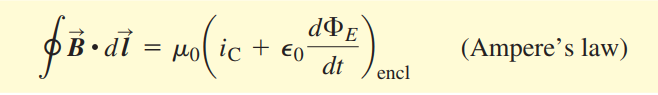 ∮ B⃗ · dl⃗ = μ₀(i_C + ϵ₀ dΦ_E/dt)_encl (Ampere's law)